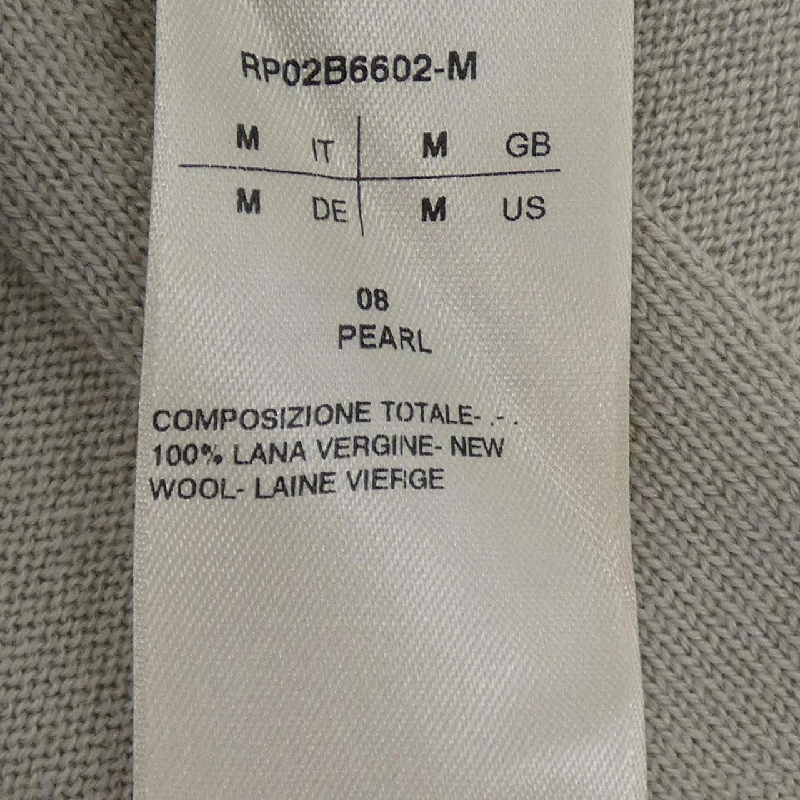 RP02B6602-M
M IT M GB
M DE M US
08
PEARL
COMPOSIZIONE TOTALE- .- .
100% LANA VERGINE- NEW
WOOL- LAINE VIERGE